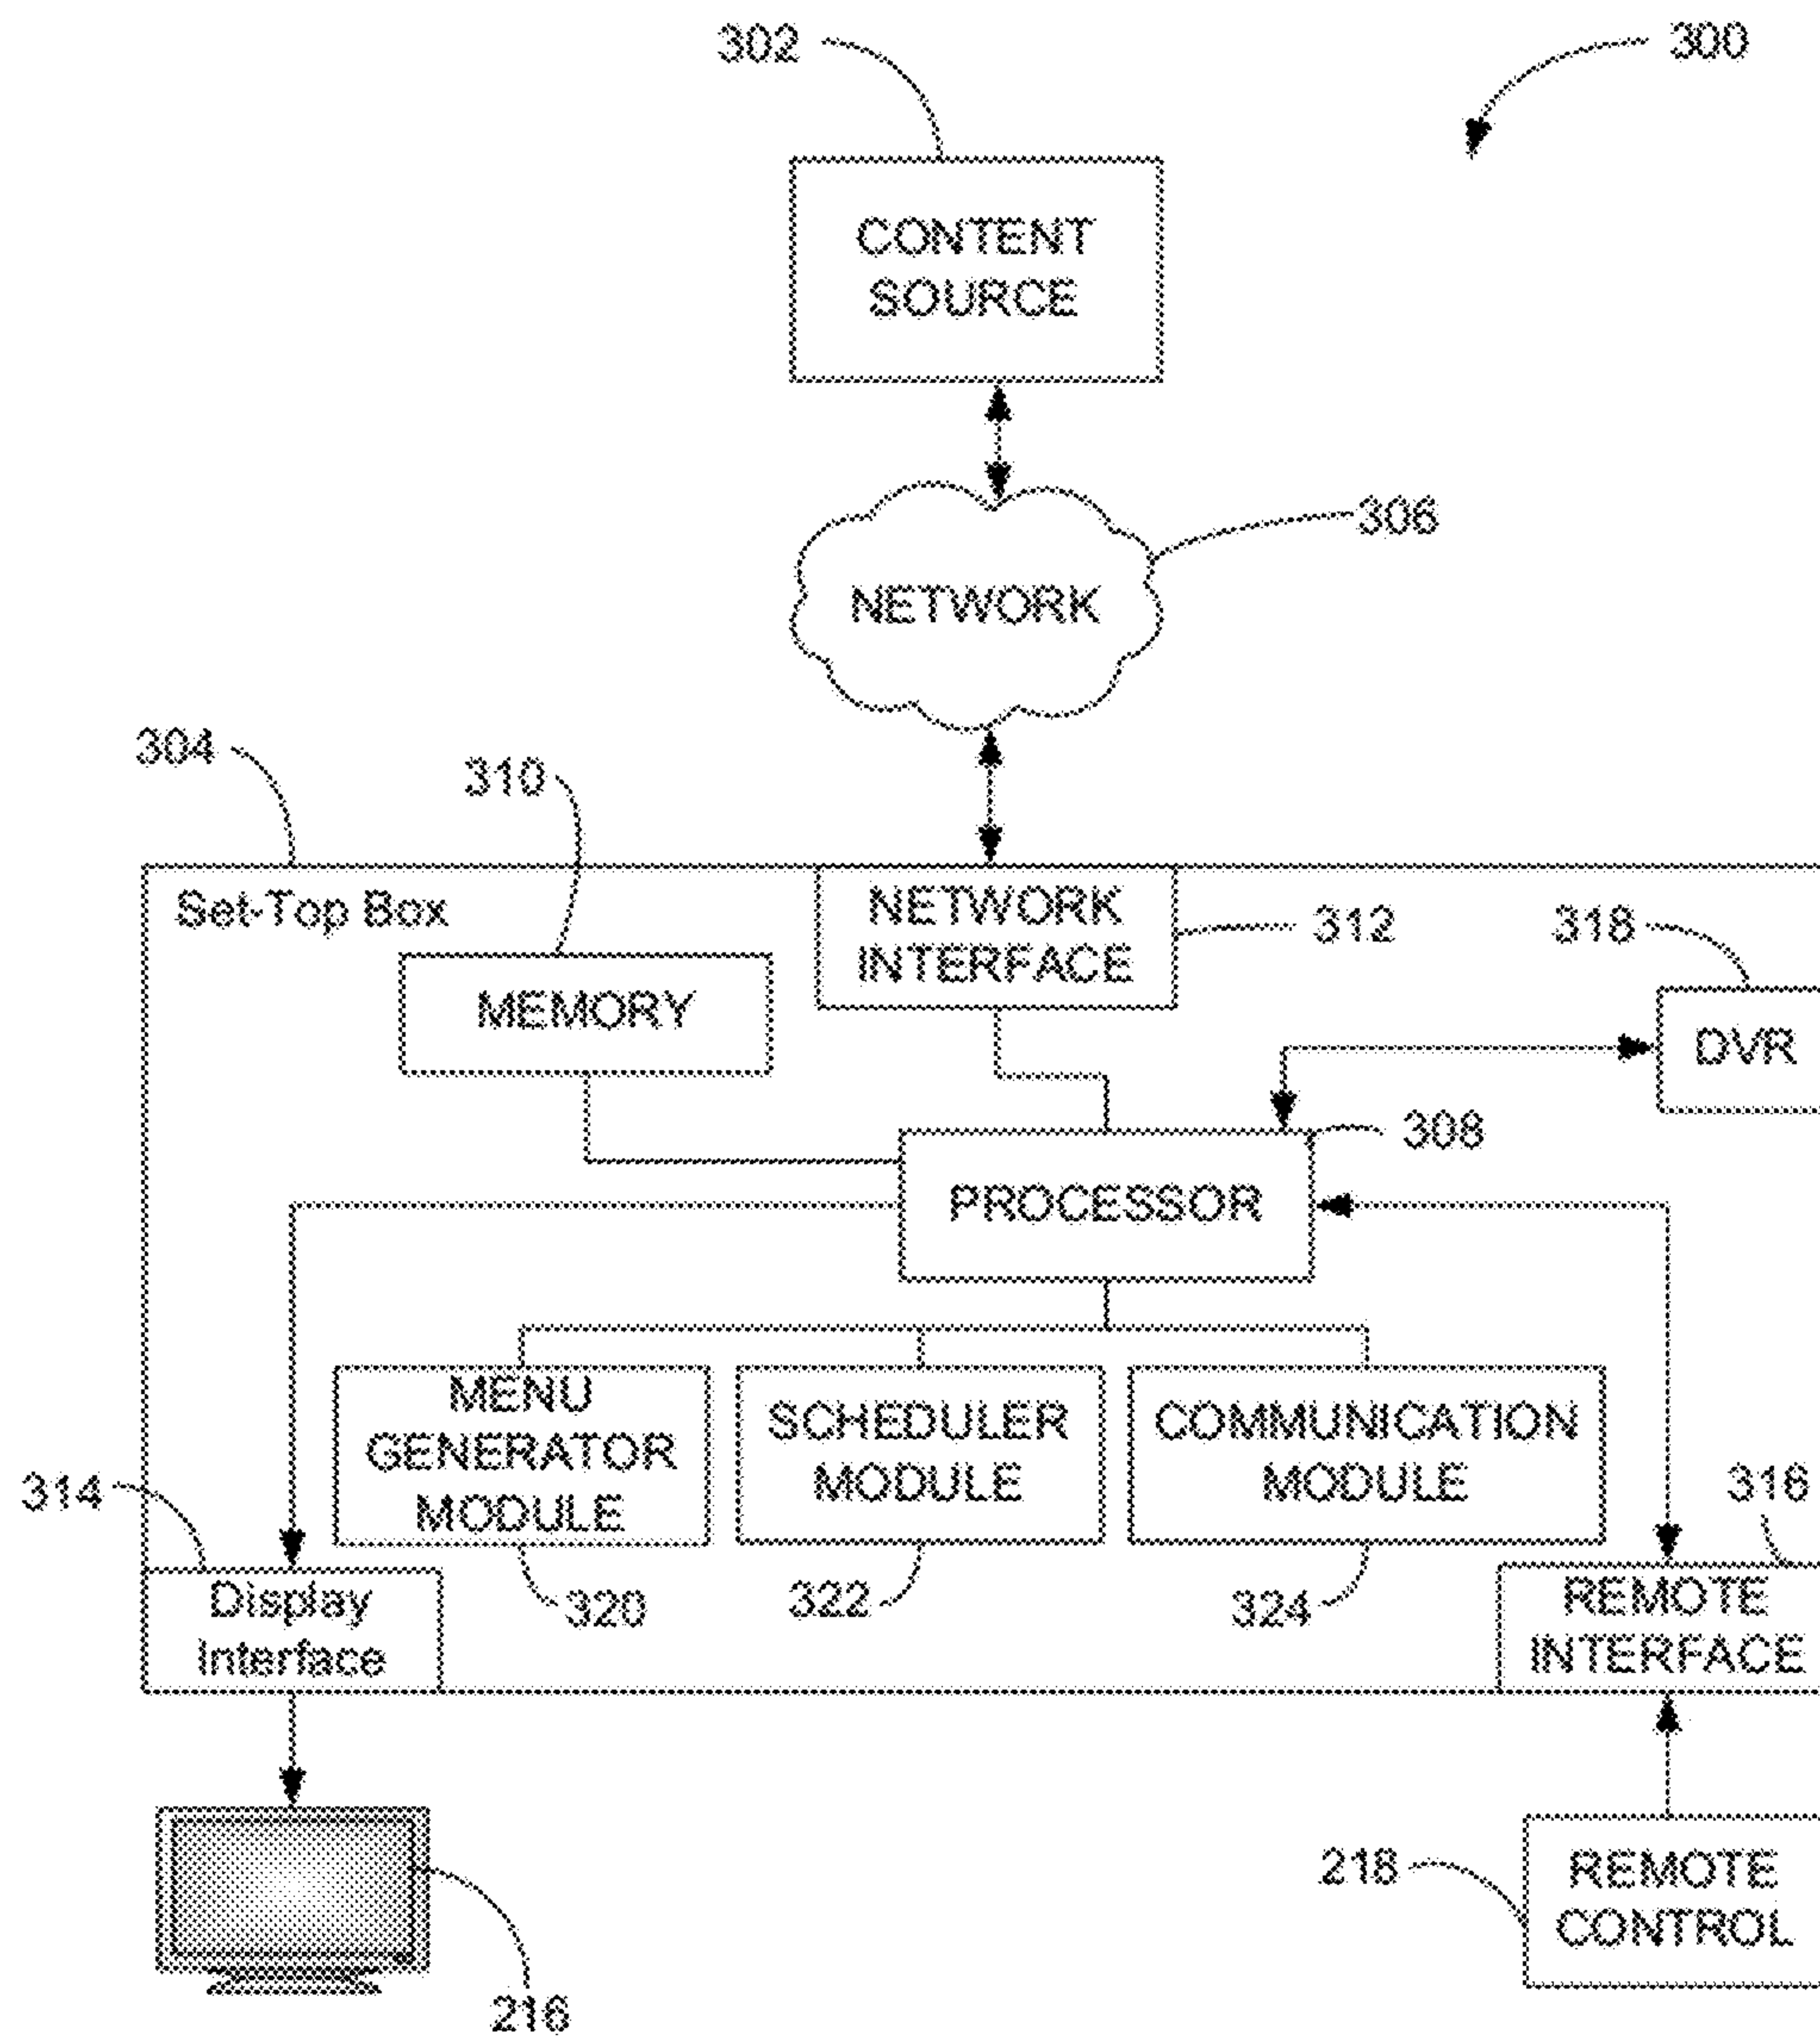 302
300
CONTENT
SOURCE
306
NETWORK
304
310
Set-Top Box
NETWORK
INTERFACE
312
318
MEMORY
DVR
308
PROCESSOR
MENU
GENERATOR
MODULE
SCHEDULER
MODULE
COMMUNICATION
MODULE
314
316
Display
Interface
320
322
324
REMOTE
INTERFACE
218
REMOTE
CONTROL
216